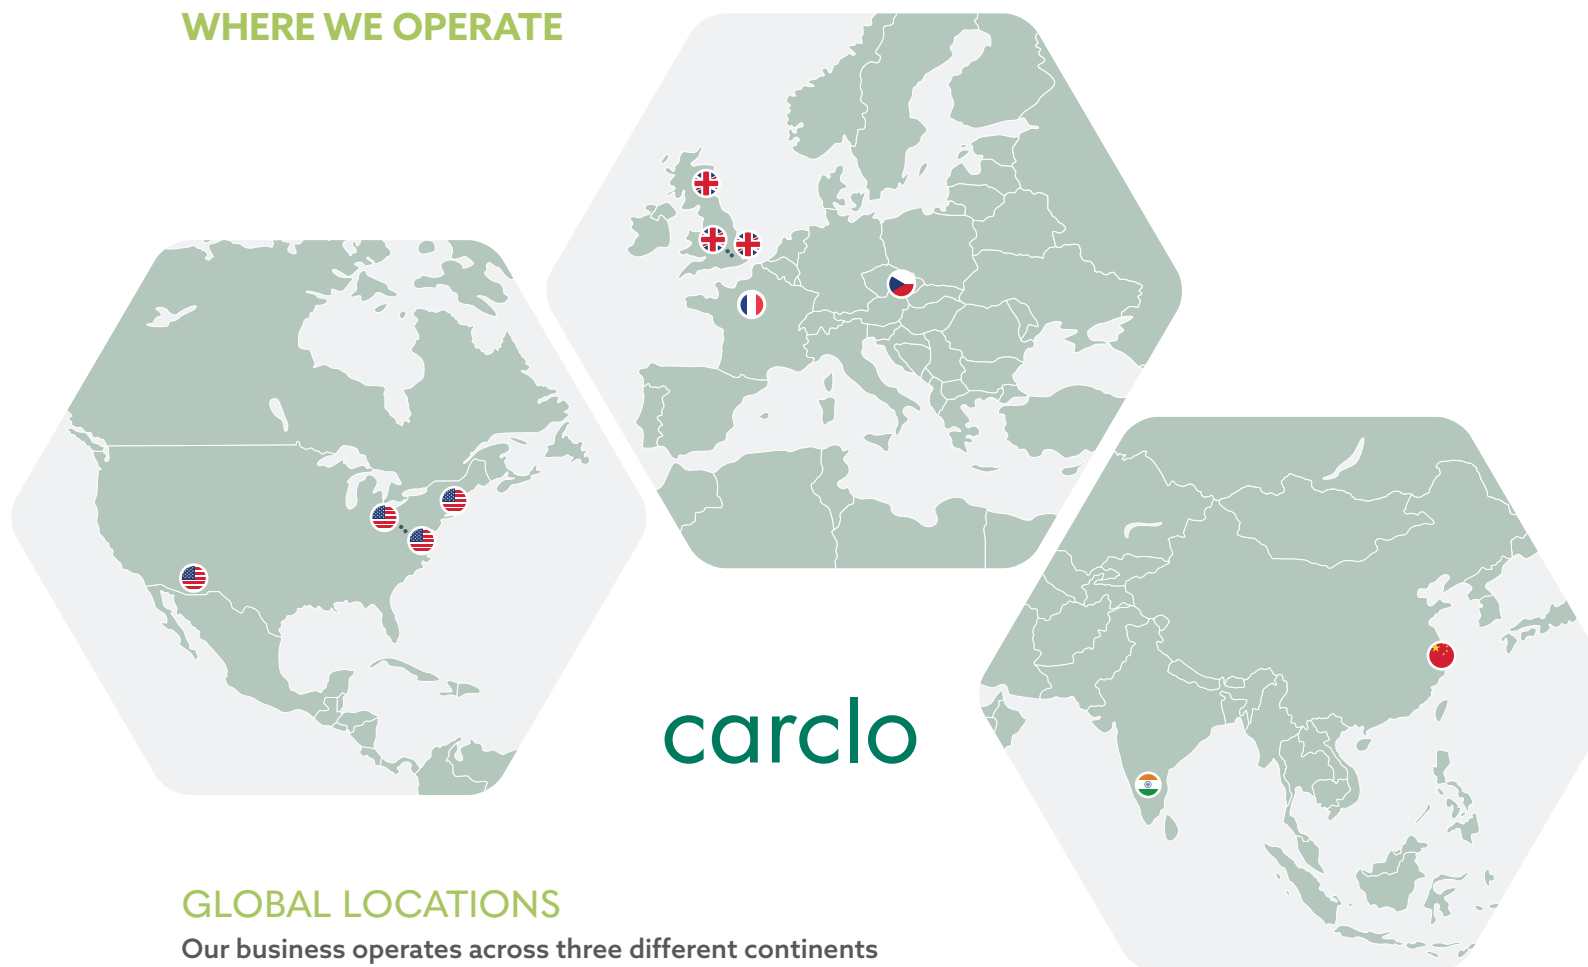 WHERE WE OPERATE
carclo
GLOBAL LOCATIONS
Our business operates across three different continents